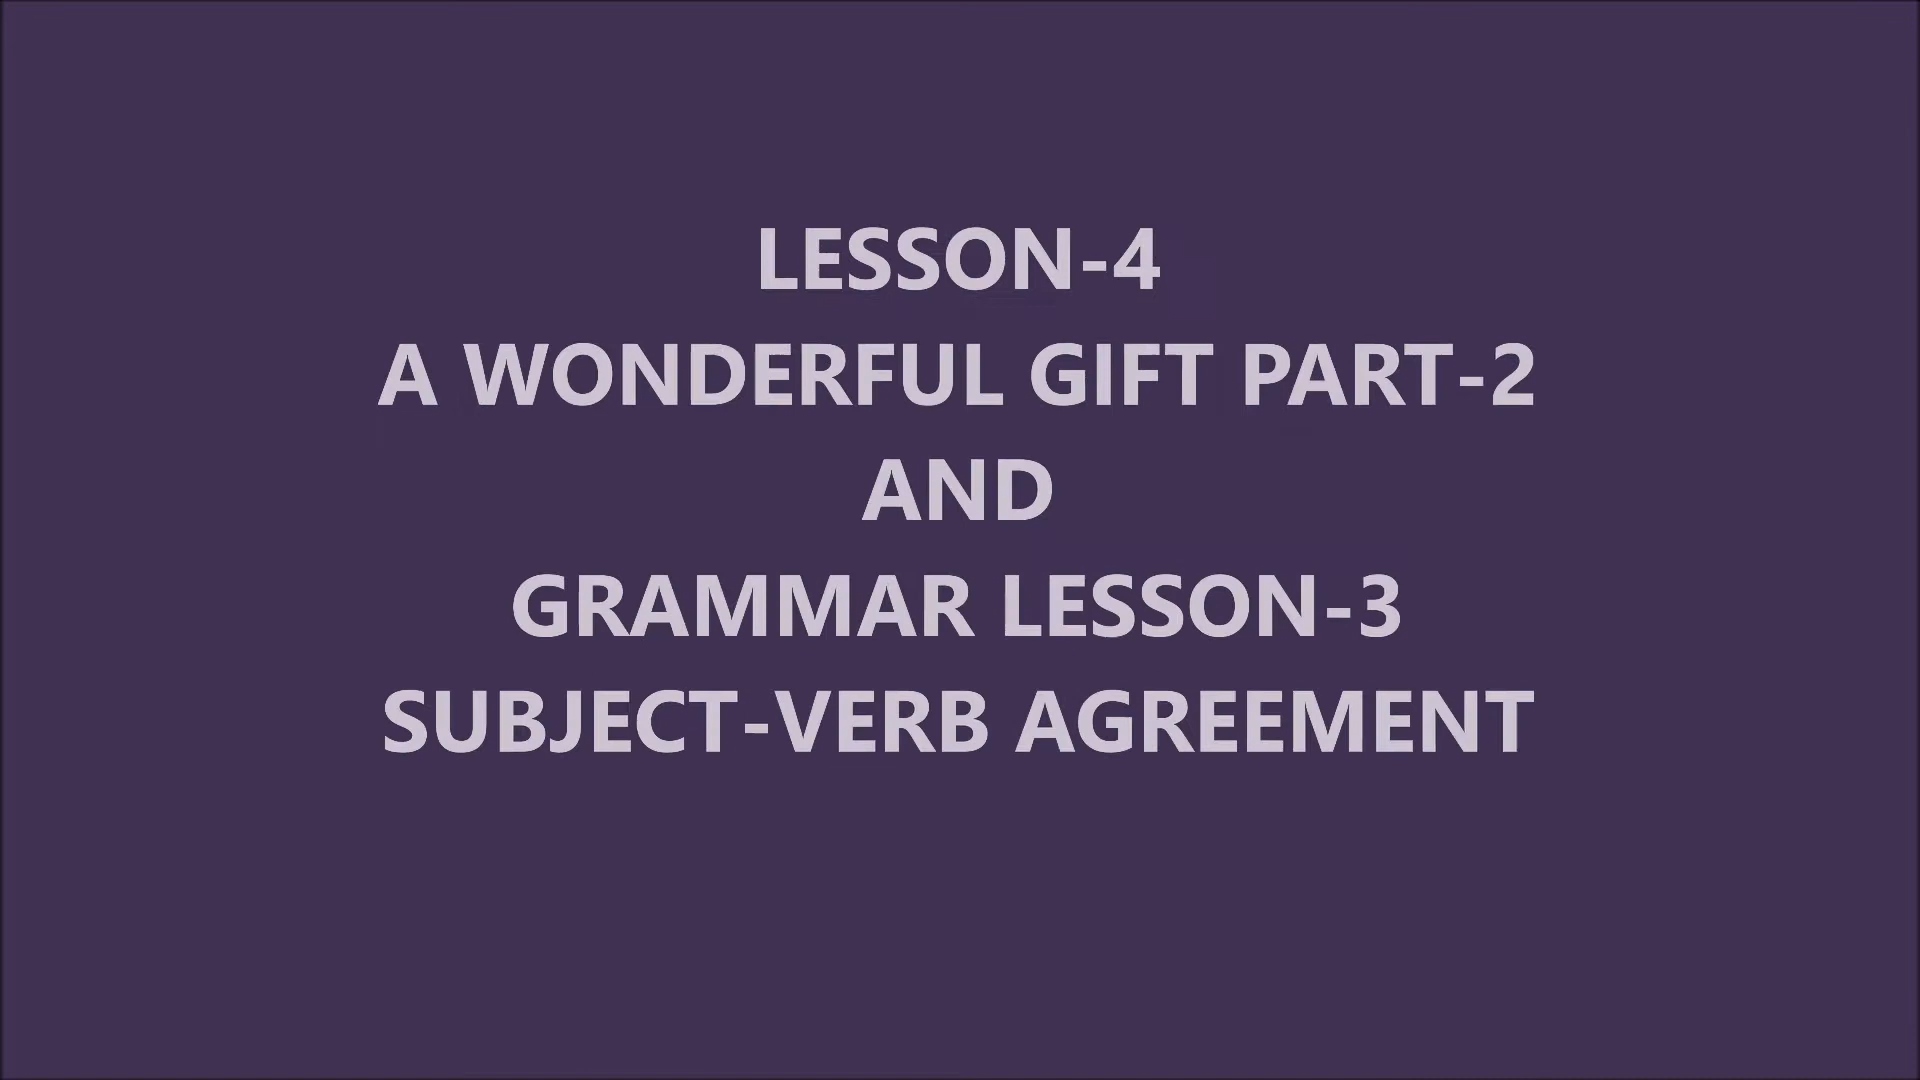 LESSON-4
A WONDERFUL GIFT PART-2
AND
GRAMMAR LESSON-3
SUBJECT-VERB AGREEMENT